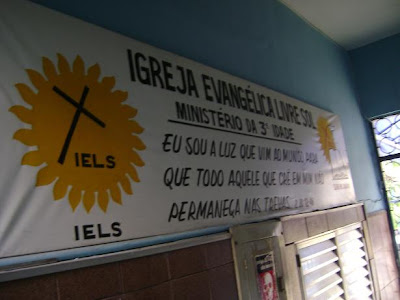 IGREJA EVANGÉLICA LIVRE SOL
MINISTÉRIO DA 3ª IDADE
EU SOU A LUZ QUE VIM AO MUNDO, PARA
QUE TODO AQUELE QUE CRÊ EM MIM NÃO
PERMANEÇA NAS TREVAS.
IELS
IELS